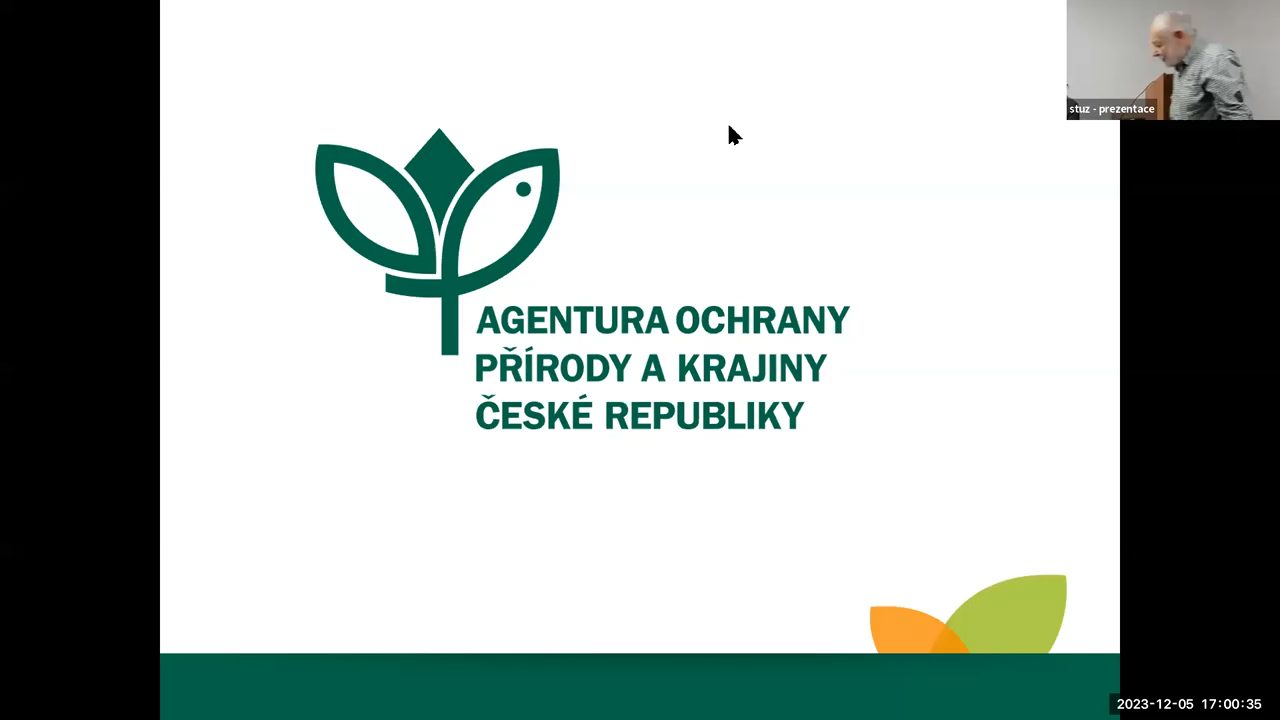 stuz - prezentace
AGENTURA OCHRANY
PŘÍRODY A KRAJINY
ČESKÉ REPUBLIKY
2023-12-05 17:00:35